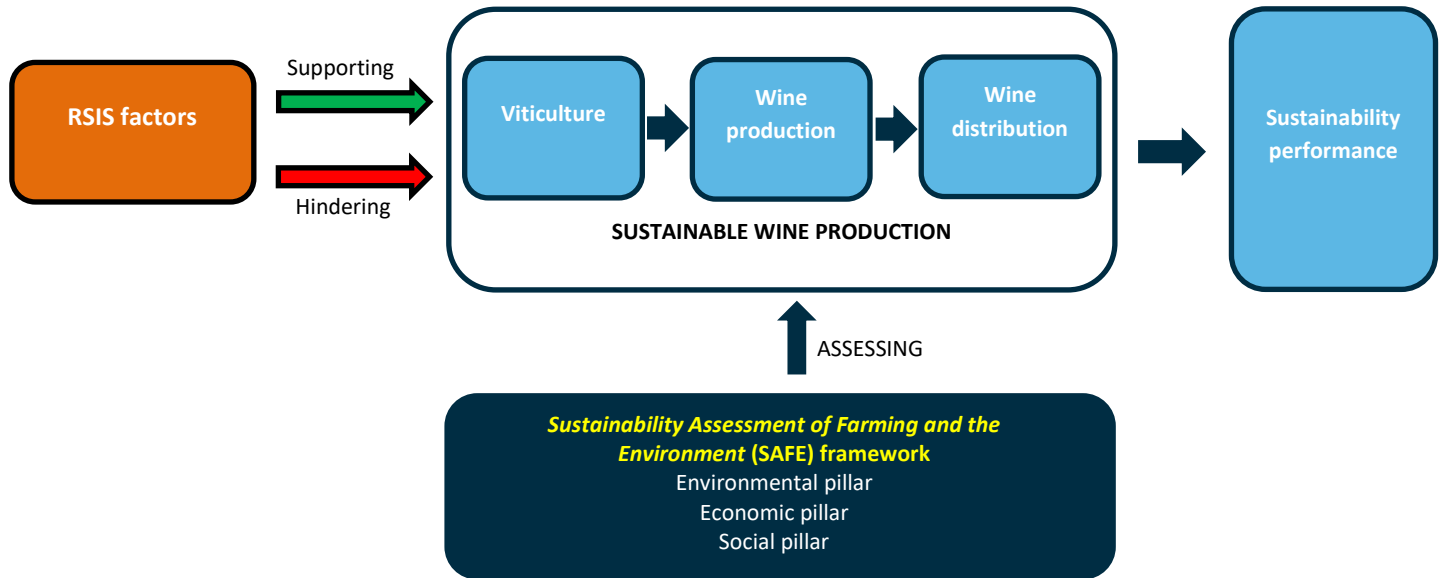 RSIS factors
Supporting
Hindering
Viticulture
Wine
production
Wine
distribution
SUSTAINABLE WINE PRODUCTION
Sustainability
performance
ASSESSING
Sustainability Assessment of Farming and the
Environment (SAFE) framework
Environmental pillar
Economic pillar
Social pillar